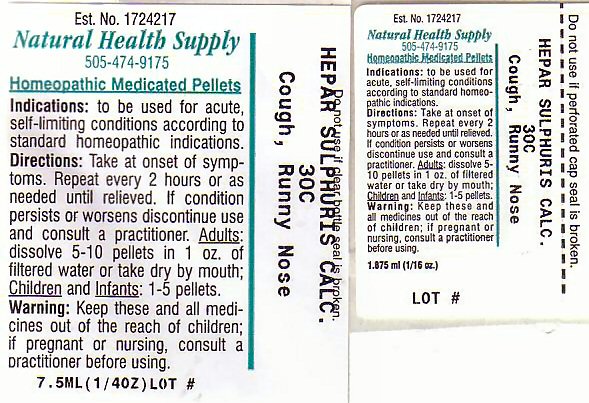 Est. No. 1724217
Natural Health Supply
505-474-9175
Homeopathic Medicated Pellets
Indications: to be used for acute,
self-limiting conditions according to
standard homeopathic indications.
Directions: Take at onset of symp-
toms. Repeat every 2 hours or as
needed until relieved. If condition
persists or worsens discontinue use
and consult a practitioner. Adults:
dissolve 5-10 pellets in 1 oz. of
filtered water or take dry by mouth;
Children and Infants: 1-5 pellets.
Warning: Keep these and all medi-
cines out of the reach of children;
if pregnant or nursing, consult a
practitioner before using.
7.5ML(1/4OZ)LOT #
Do not use if clear bottle seal is broken.
HEPAR SULPHURIS CALC.
30C
Cough, Runny Nose
Est. No. 1724217
Natural Health Supply
505-474-9175
Homeopathic Medicated Pellets
Indications: to be used for
acute, self-limiting conditions
according to standard homeo-
pathic indications.
Directions: Take at onset of
symptoms. Repeat every 2
hours or as needed until relieved.
If condition persists or worsens
discontinue use and consult a
practitioner. Adults: dissolve 5-
10 pellets in 1 oz. of filtered
water or take dry by mouth;
Children and Infants: 1-5 pellets.
Warning: Keep these and
all medicines out of the reach
of children; if pregnant or
nursing, consult a practitioner
before using.
1.875 ml (1/16 oz.)
LOT #
Do not use if perforated cap seal is broken.
HEPAR SULPHURIS CALC.
30C
Cough, Runny Nose